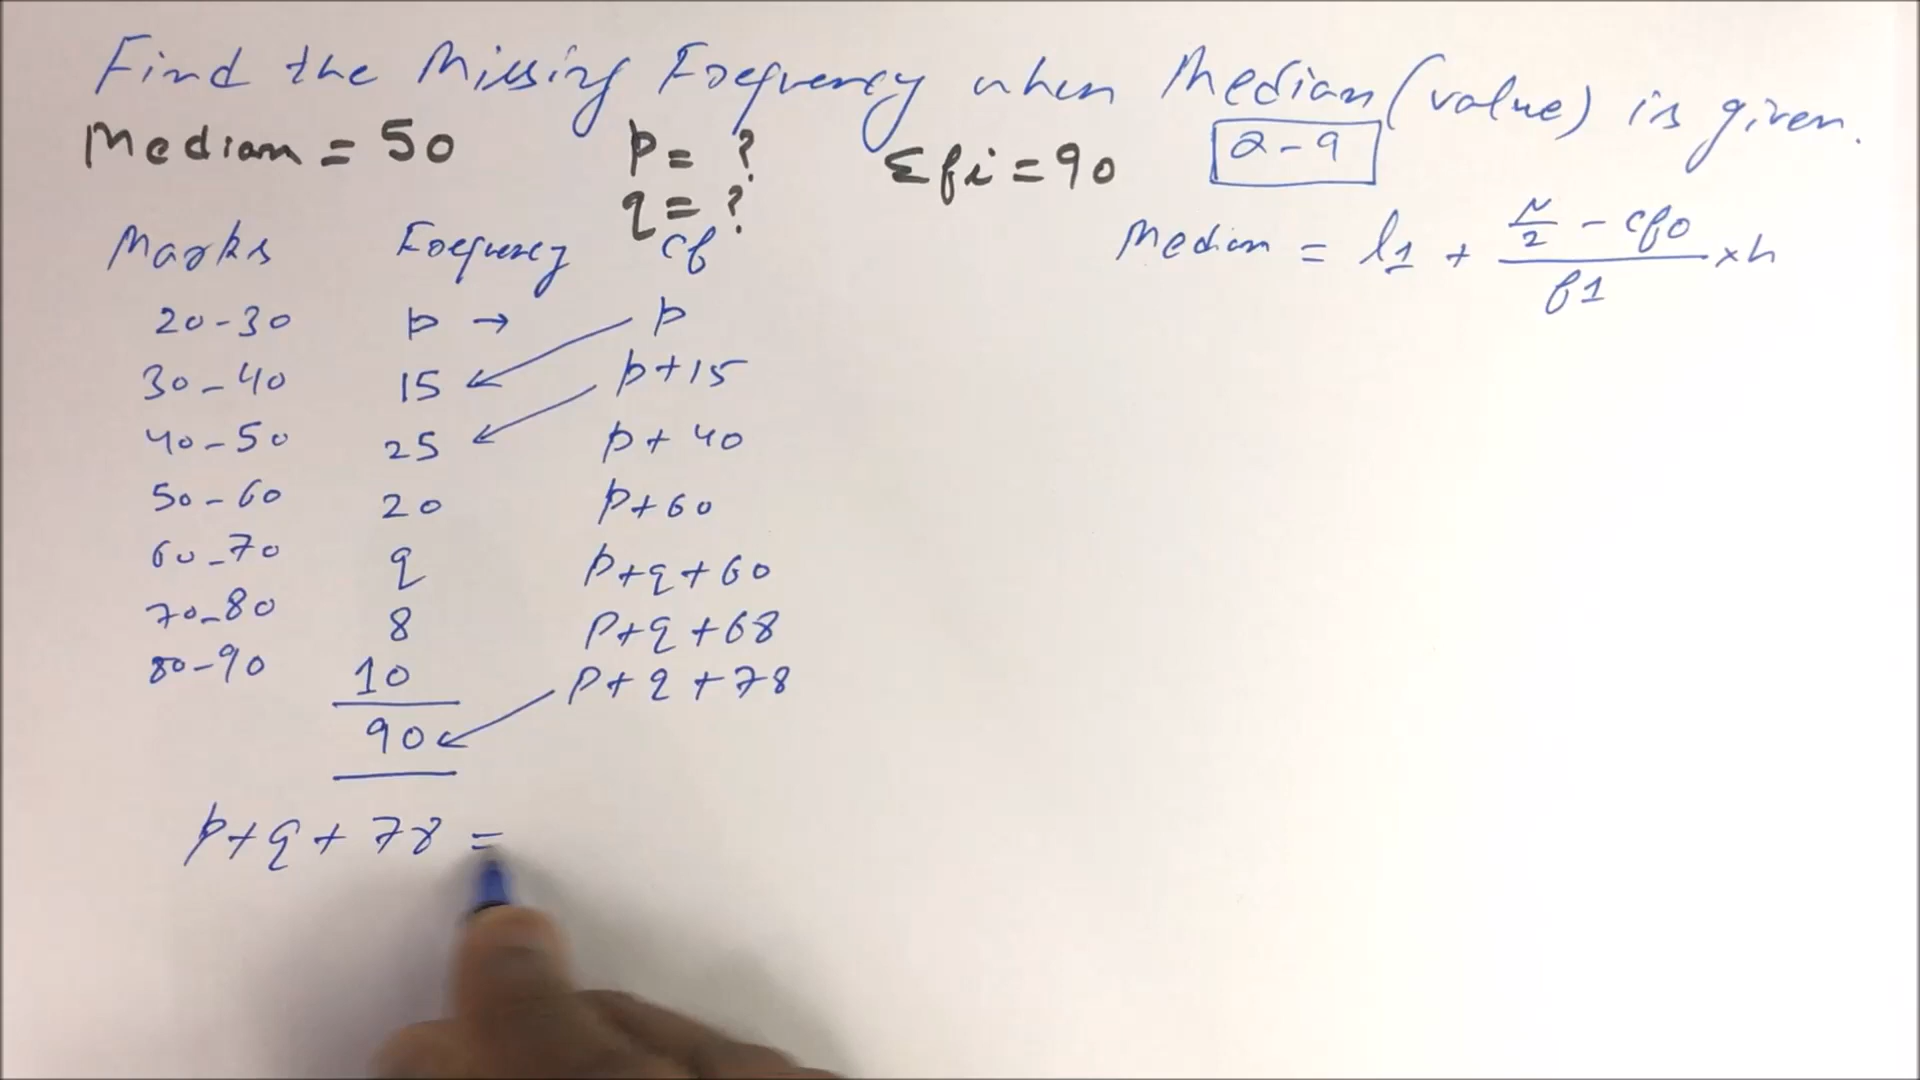 Find the Missing Frequency when Median (value) is given.
Median = 50 p = ? Σfi = 90 2-9
q = ?
Median = l1 + (N/2 - cf0)/f1 × h
Marks Frequency cf
20-30 p → p
30-40 15 p+15
40-50 25 p+40
50-60 20 p+60
60-70 q p+q+60
70-80 8 p+q+68
80-90 10 p+q+78
90
p+q+78 =